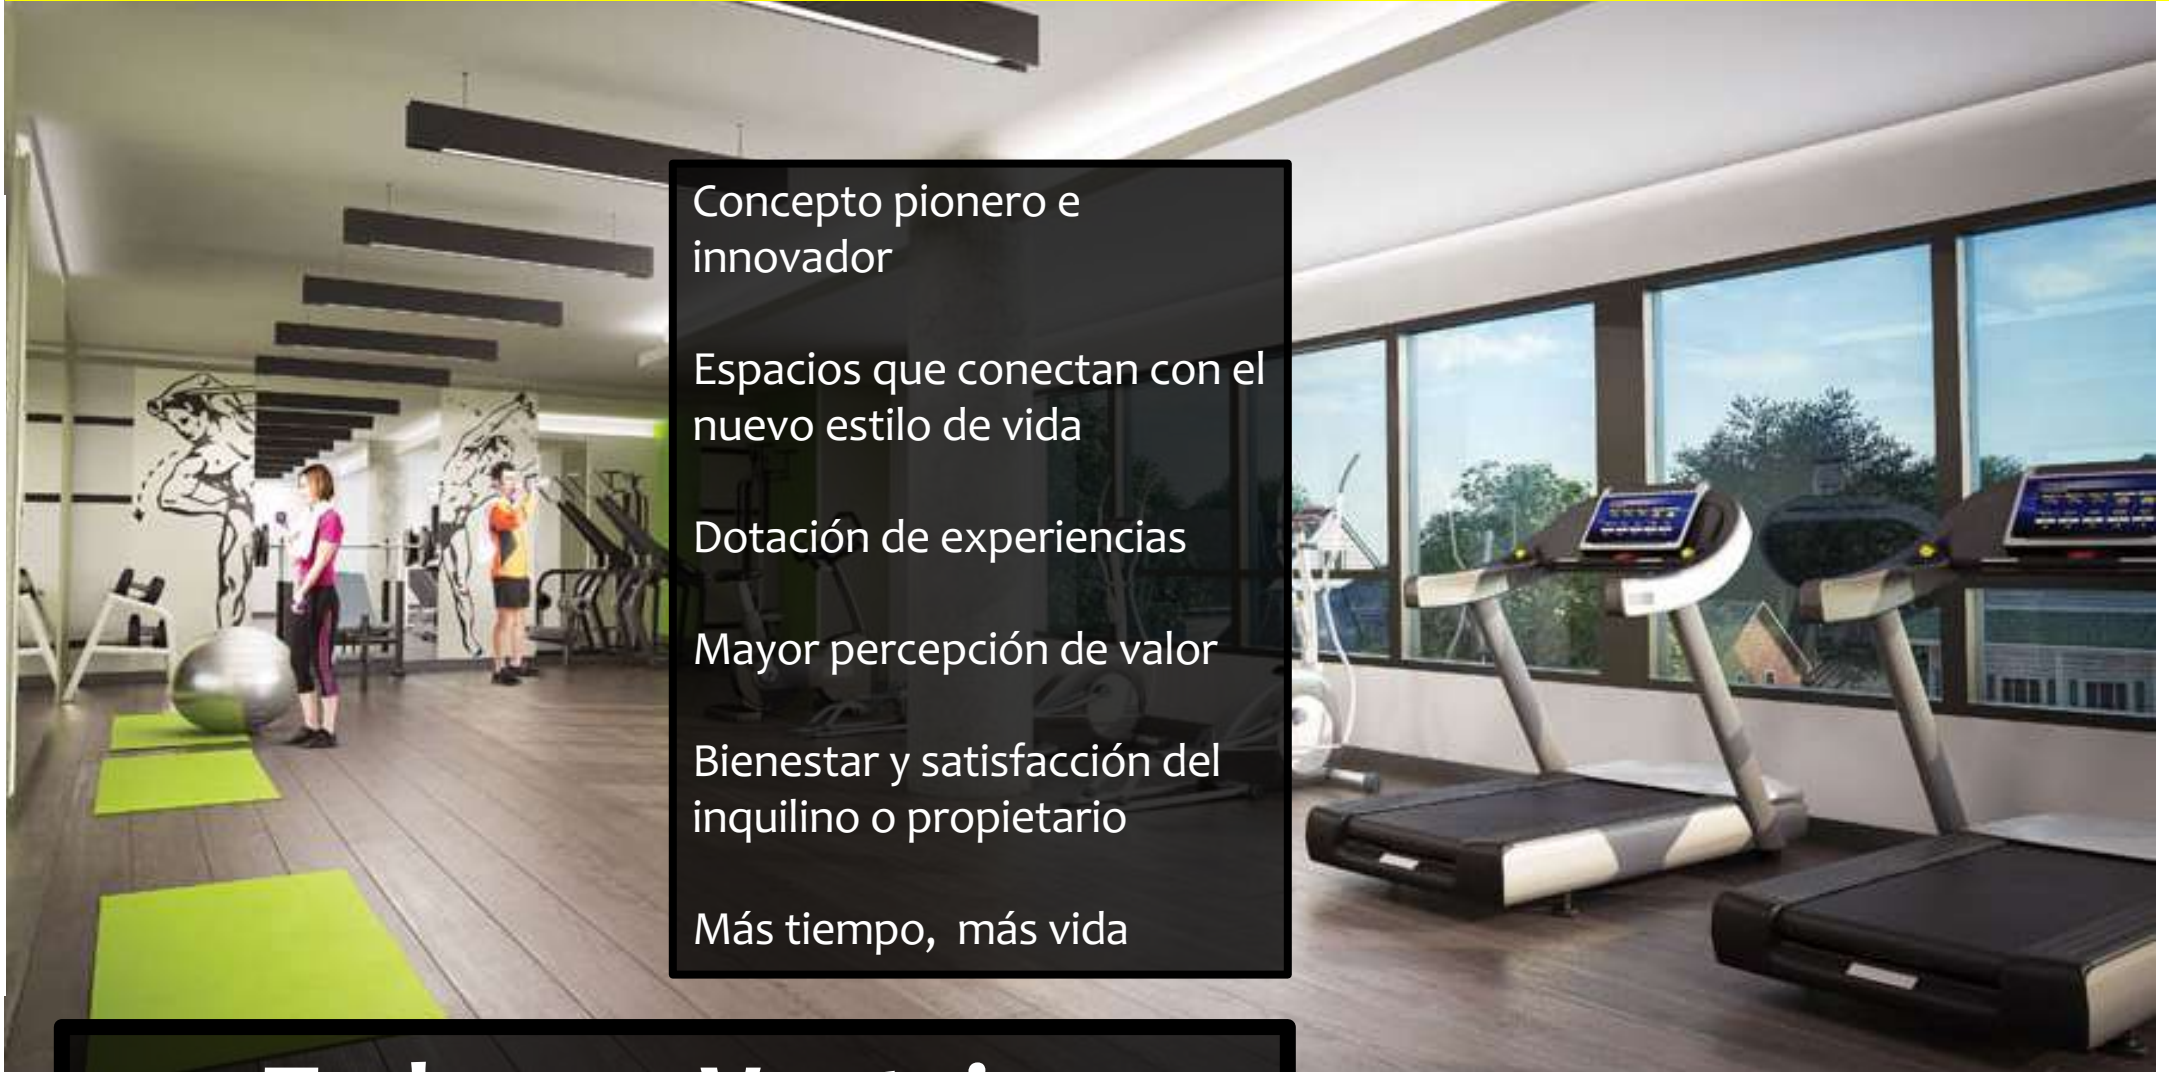 Concepto pionero e
innovador
Espacios que conectan con el
nuevo estilo de vida
Dotación de experiencias
Mayor percepción de valor
Bienestar y satisfacción del
inquilino o propietario
Más tiempo,  más vida